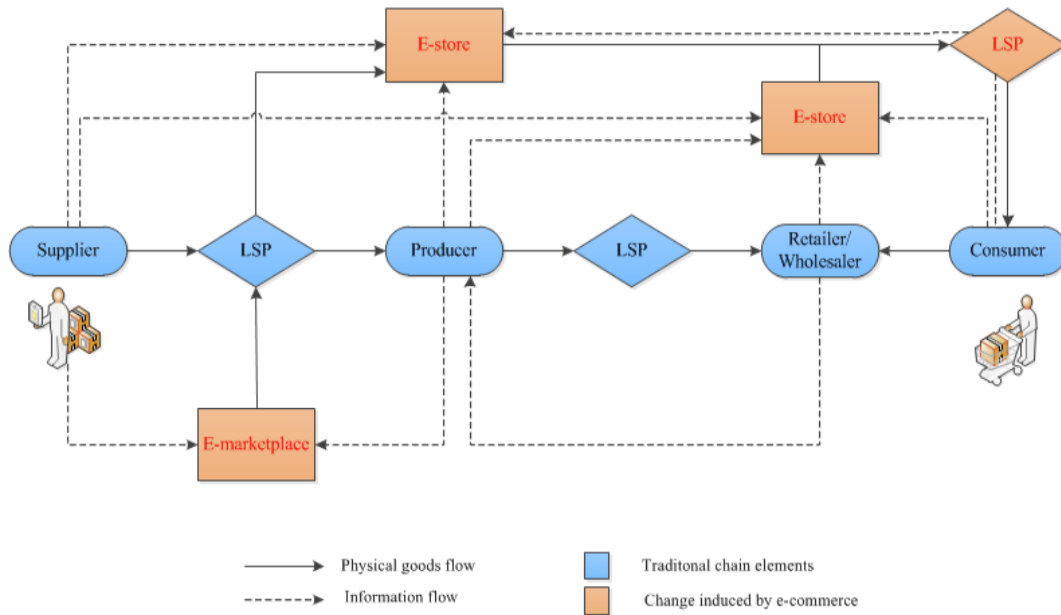 E-store
LSP
E-store
Supplier
LSP
Producer
LSP
Retailer/
Wholesaler
Consumer
E-marketplace
Physical goods flow
Traditonal chain elements
Information flow
Change induced by e-commerce